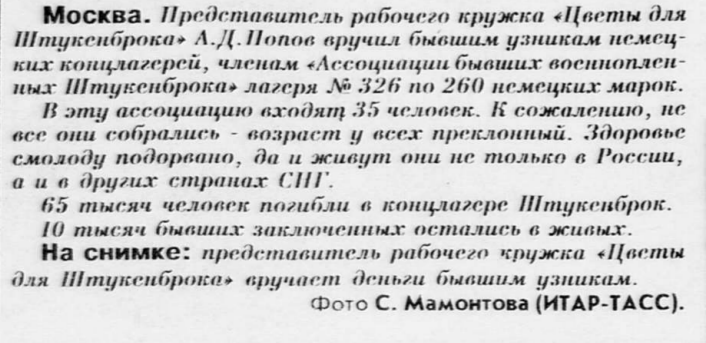 Москва. Представитель рабочего кружка «Цветы для
Штукенброка» А.Д.Попов вручил бывшим узникам немец-
ких концлагерей, членам «Ассоциации бывших военноплен-
ных Штукенброка» лагеря № 326 по 260 немецких марок.
В эту ассоциацию входят 35 человек. К сожалению, не
все они собрались - возраст у всех преклонный. Здоровье
смолоду подорвано, да и живут они не только в России,
а и в других странах СНГ.
65 тысяч человек погибли в концлагере Штукенброк.
10 тысяч бывших заключенных остались в живых.
На снимке: представитель рабочего кружка «Цветы
для Штукенброка» вручает деньги бывшим узникам.
Фото С. Мамонтова (ИТАР-ТАСС).